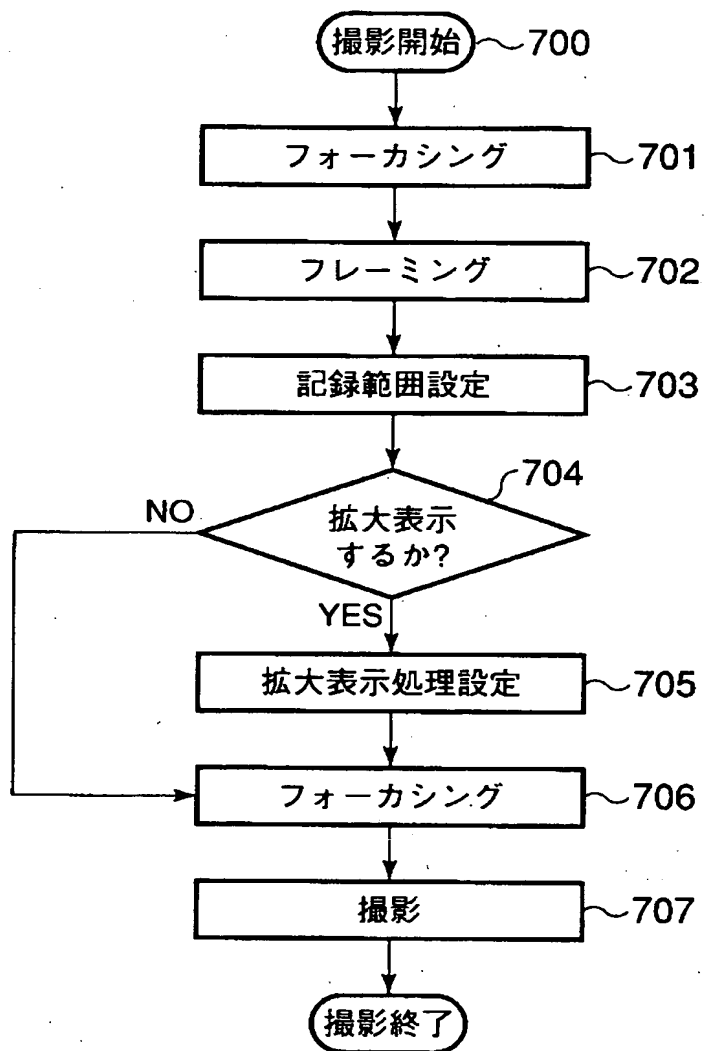 撮影開始 700
フォーカシング 701
フレーミング 702
記録範囲設定 703
704
NO
拡大表示
するか?
YES
拡大表示処理設定 705
フォーカシング 706
撮影 707
撮影終了